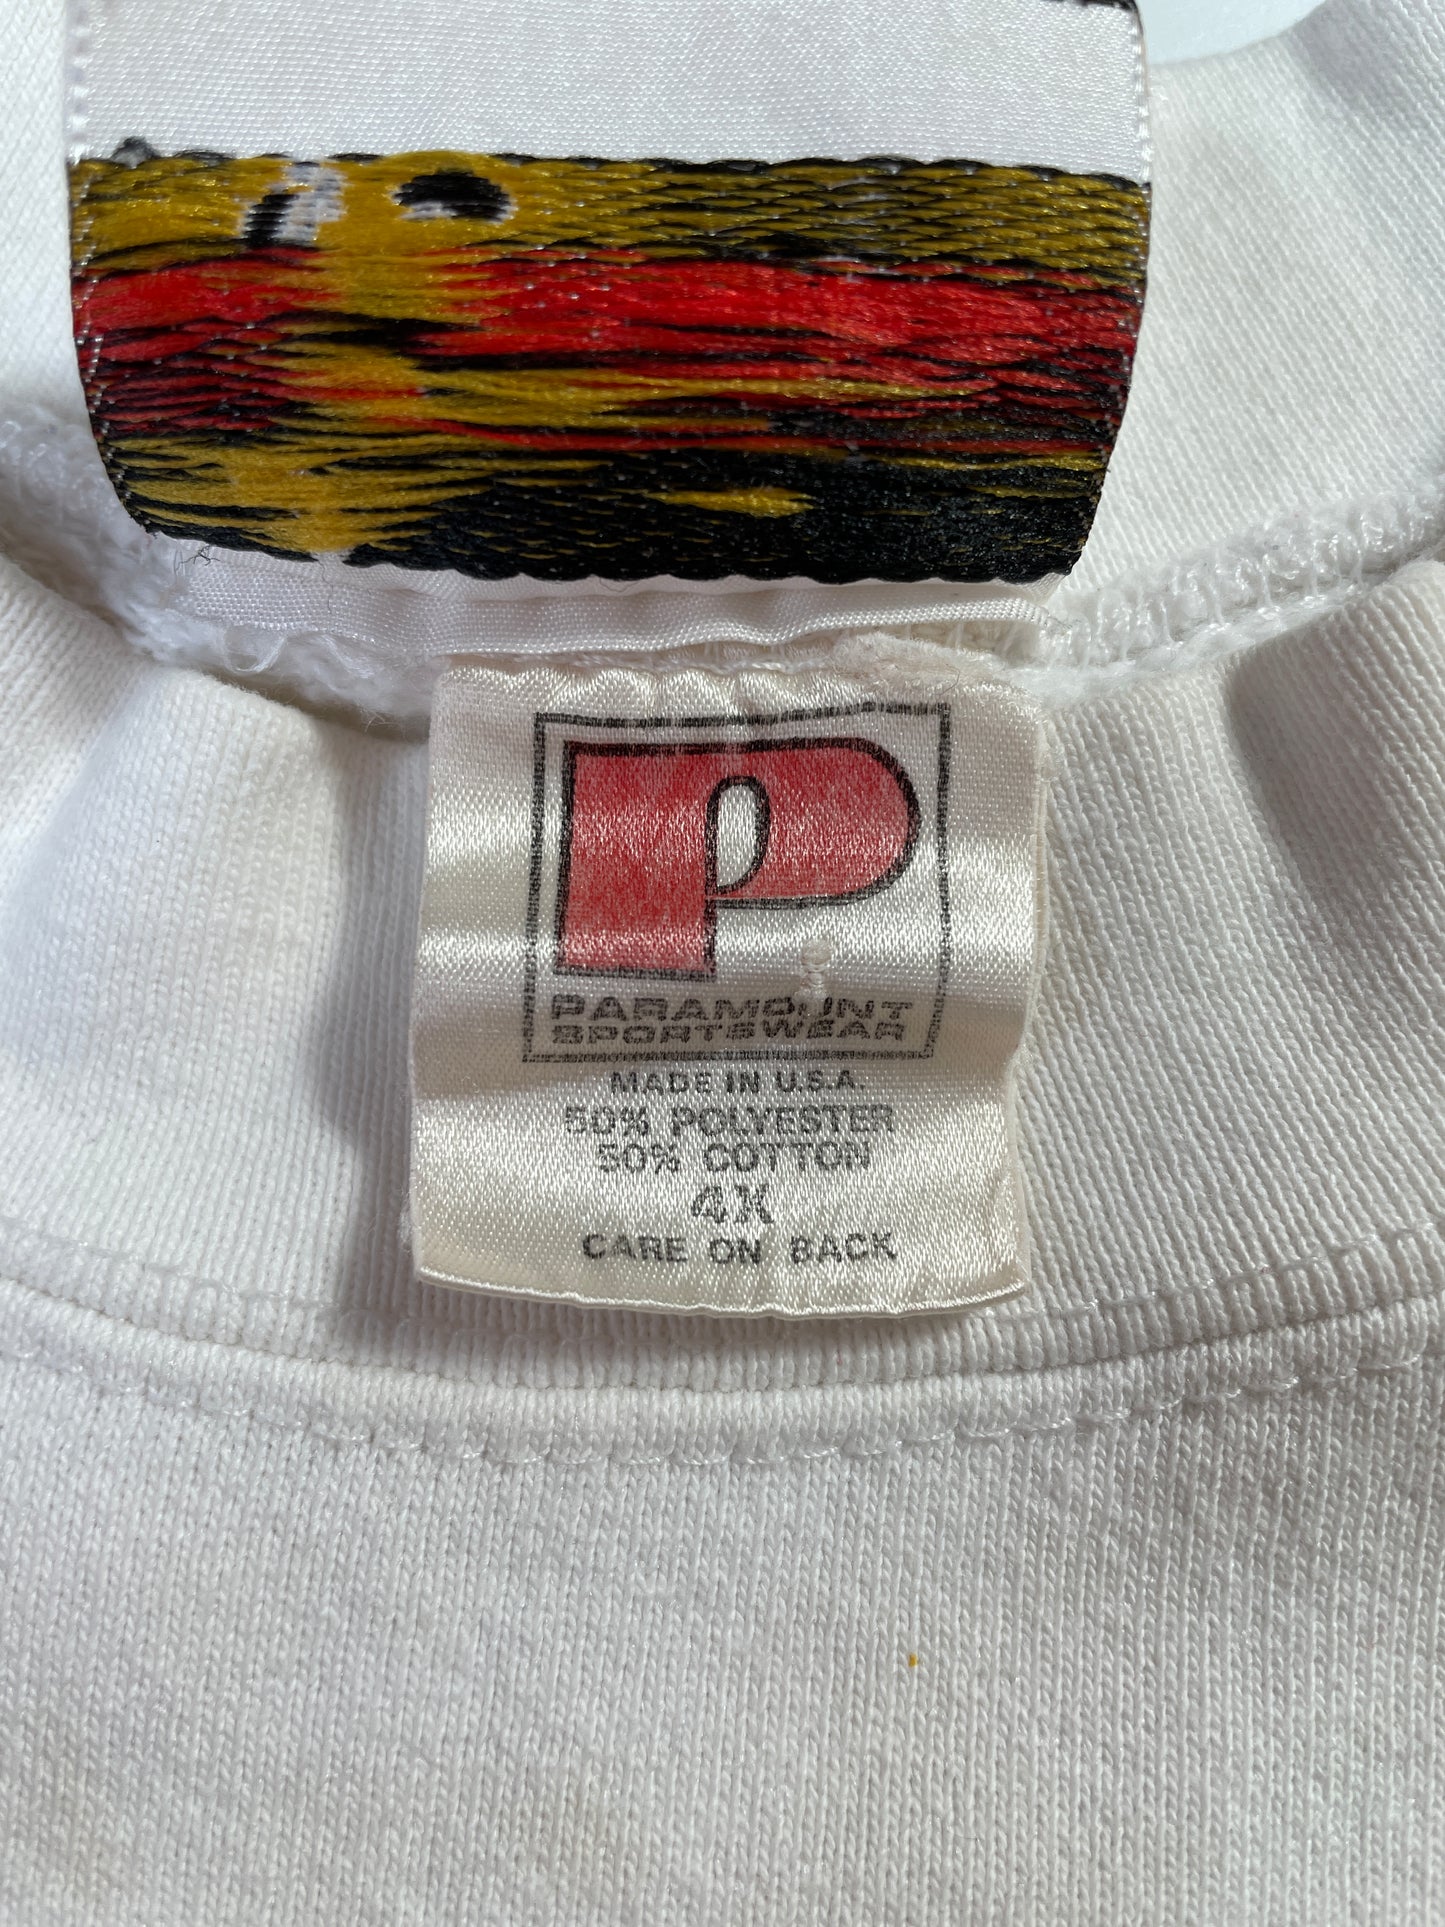 P
PARAMOUNT
SPORTSWEAR
MADE IN U.S.A.
50% POLYESTER
50% COTTON
4X
CARE ON BACK